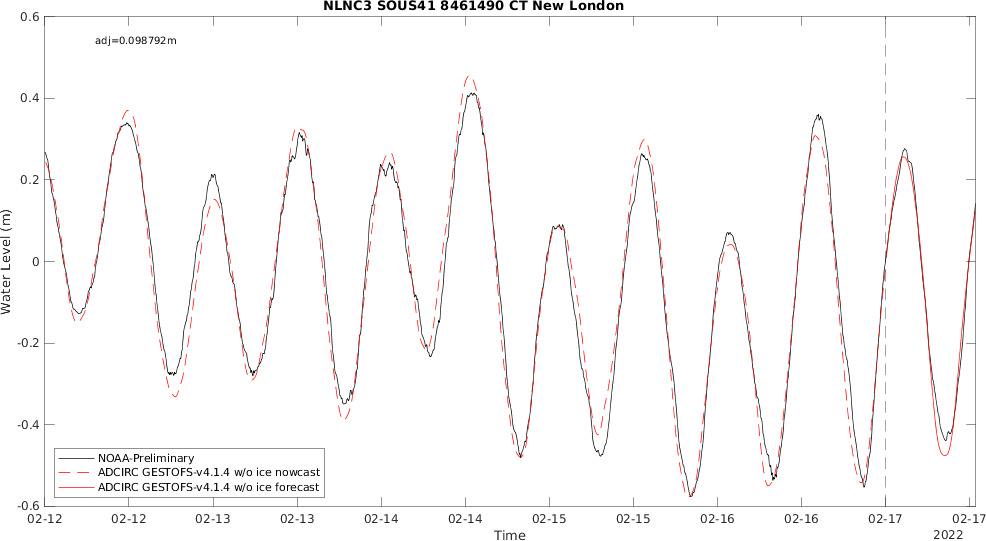 NLNC3 SOUS41 8461490 CT New London
adj=0.098792m
0.6
0.4
0.2
0
-0.2
-0.4
-0.6
Water Level (m)
NOAA-Preliminary
ADCIRC GESTOFS-v4.1.4 w/o ice nowcast
ADCIRC GESTOFS-v4.1.4 w/o ice forecast
02-12 02-12 02-13 02-13 02-14 02-14 02-15 02-15 02-16 02-16 02-17 02-17
Time
2022